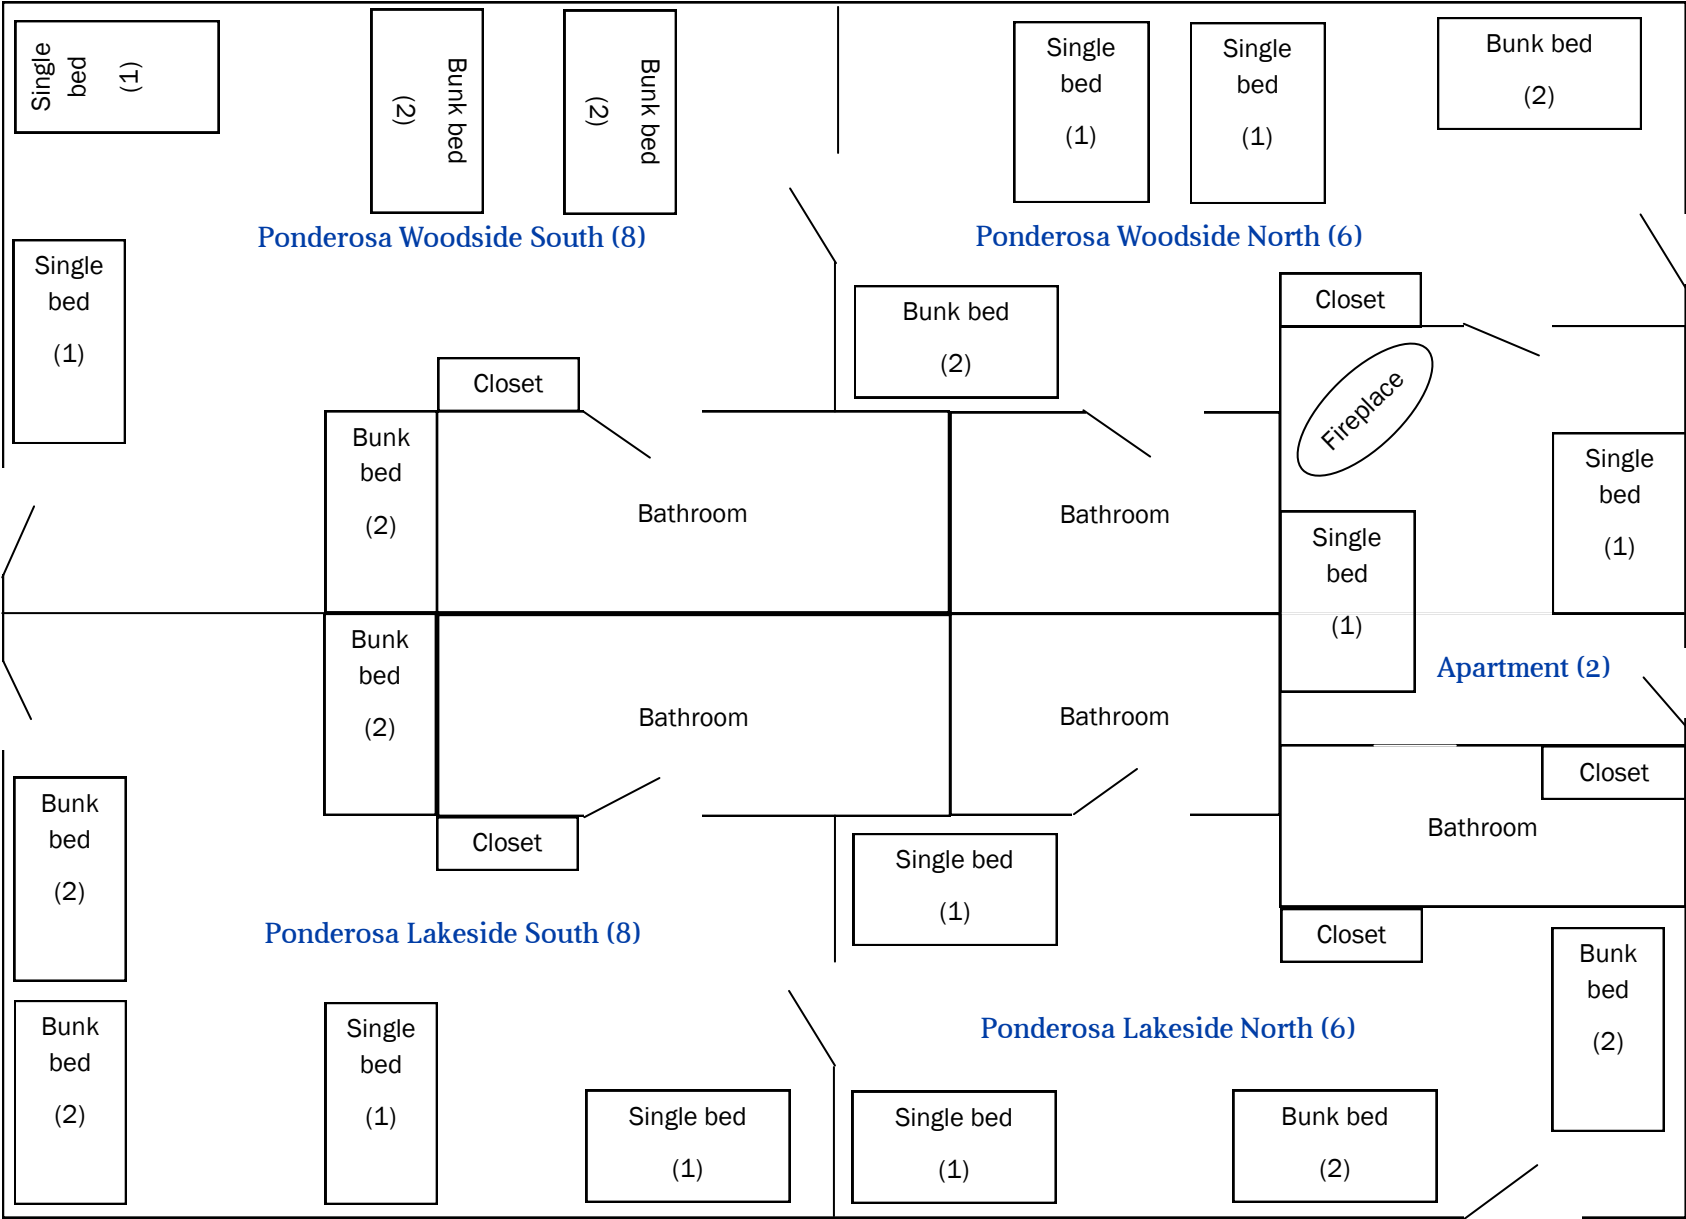 Single
bed
(1)
Bunk bed
(2)
Bunk bed
(2)
Single
bed
(1)
Single
bed
(1)
Bunk bed
(2)
Ponderosa Woodside South (8)
Ponderosa Woodside North (6)
Single
bed
(1)
Closet
Bunk bed
(2)
Closet
Fireplace
Bunk
bed
(2)
Bathroom
Bathroom
Single
bed
(1)
Single
bed
(1)
Bunk
bed
(2)
Bathroom
Bathroom
Apartment (2)
Closet
Bathroom
Bunk
bed
(2)
Closet
Single bed
(1)
Ponderosa Lakeside South (8)
Closet
Bunk
bed
(2)
Bunk
bed
(2)
Single
bed
(1)
Ponderosa Lakeside North (6)
Single bed
(1)
Single bed
(1)
Bunk bed
(2)